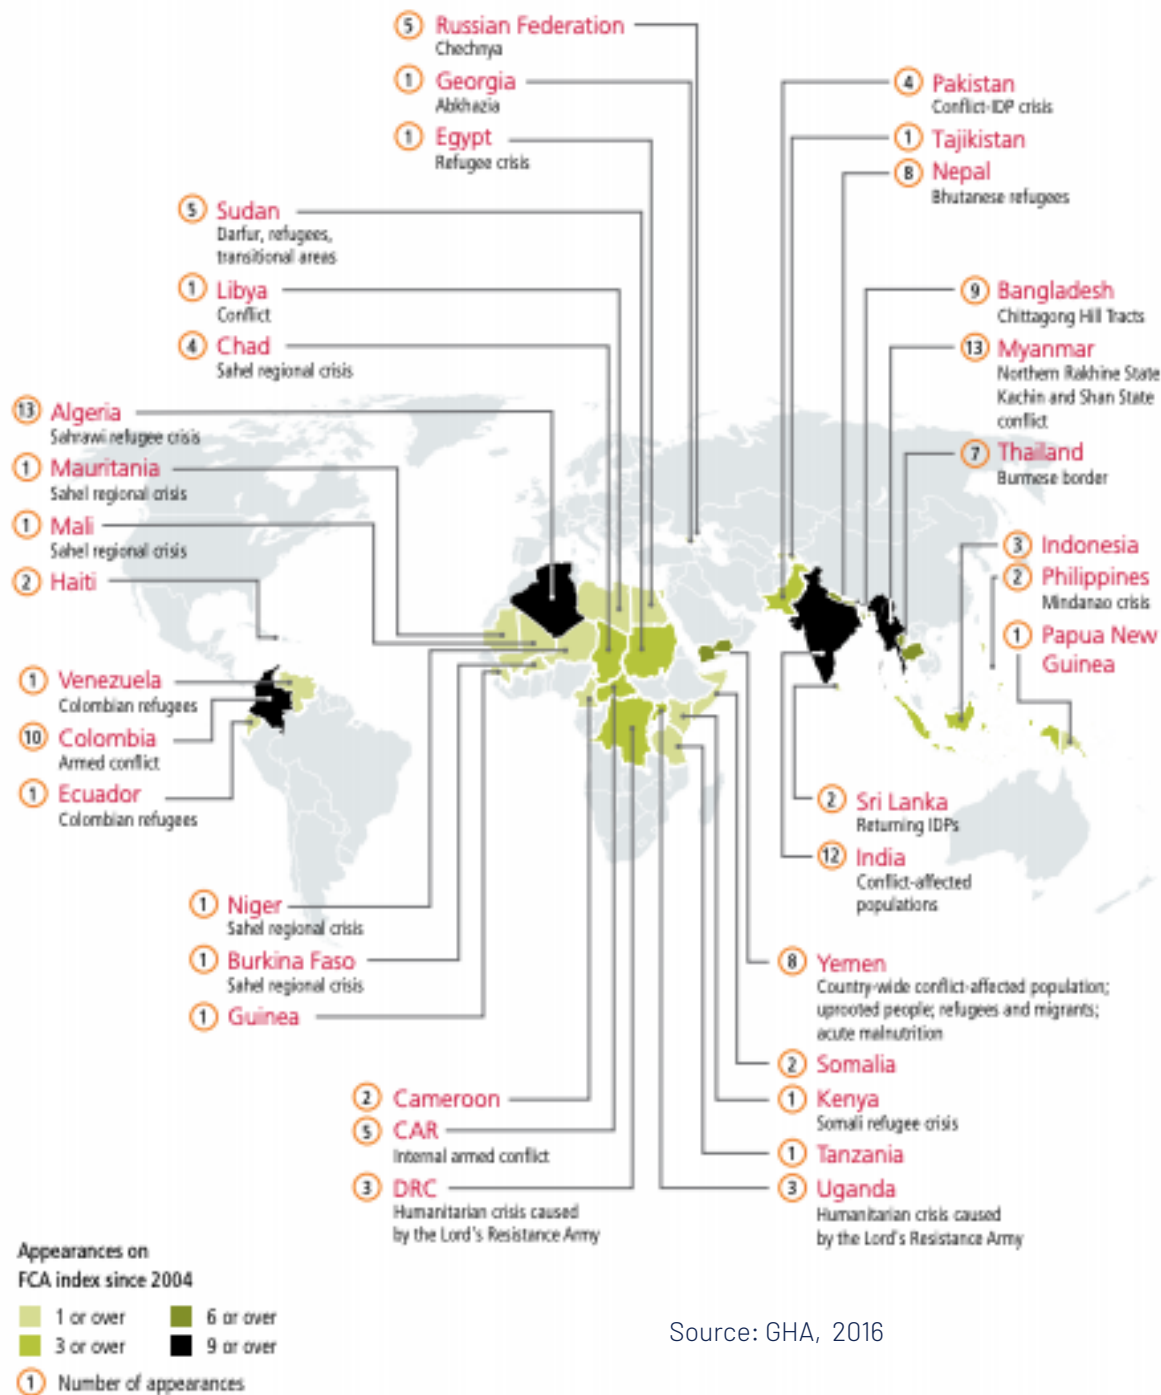 5 Russian Federation
Chechnya
1 Georgia
Abkhazia
1 Egypt
Refugee crisis
5 Sudan
Darfur, refugees,
transitional areas
1 Libya
Conflict
4 Chad
Sahel regional crisis
13 Algeria
Sahrawi refugee crisis
1 Mauritania
Sahel regional crisis
1 Mali
Sahel regional crisis
2 Haiti
1 Venezuela
Colombian refugees
10 Colombia
Armed conflict
1 Ecuador
Colombian refugees
1 Niger
Sahel regional crisis
1 Burkina Faso
Sahel regional crisis
1 Guinea
2 Cameroon
5 CAR
Internal armed conflict
3 DRC
Humanitarian crisis caused
by the Lord's Resistance Army
4 Pakistan
Conflict-IDP crisis
1 Tajikistan
8 Nepal
Bhutanese refugees
9 Bangladesh
Chittagong Hill Tracts
13 Myanmar
Northern Rakhine State
Kachin and Shan State
conflict
7 Thailand
Burmese border
3 Indonesia
2 Philippines
Mindanao crisis
1 Papua New
Guinea
2 Sri Lanka
Returning IDPs
12 India
Conflict-affected
populations
8 Yemen
Country-wide conflict-affected population;
uprooted people; refugees and migrants;
acute malnutrition
2 Somalia
1 Kenya
Somali refugee crisis
1 Tanzania
3 Uganda
Humanitarian crisis caused
by the Lord's Resistance Army
Appearances on
FCA index since 2004
1 or over
6 or over
3 or over
9 or over
1 Number of appearances
Source: GHA, 2016